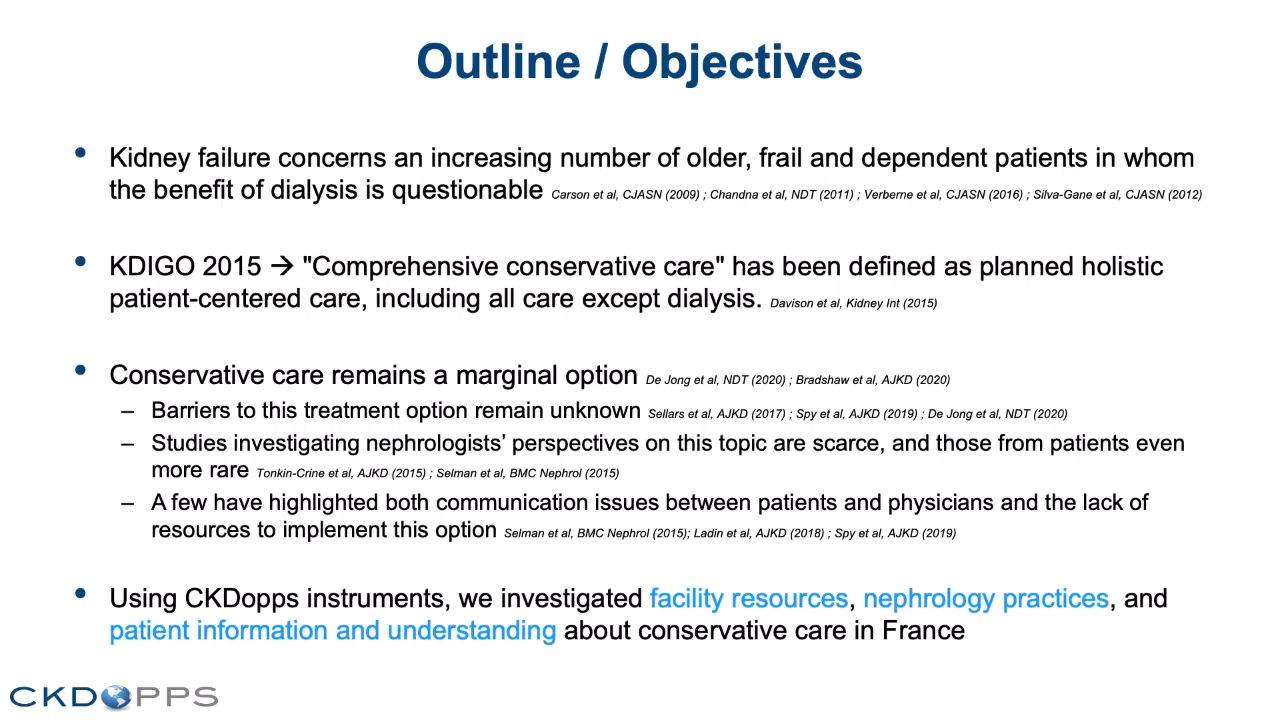 Outline / Objectives
• Kidney failure concerns an increasing number of older, frail and dependent patients in whom
the benefit of dialysis is questionable Carson et al, CJASN (2009) ; Chandna et al, NDT (2011) ; Verberne et al, CJASN (2016) ; Silva-Gane et al, CJASN (2012)
• KDIGO 2015 → "Comprehensive conservative care" has been defined as planned holistic
patient-centered care, including all care except dialysis. Davison et al, Kidney Int (2015)
• Conservative care remains a marginal option De Jong et al, NDT (2020) ; Bradshaw et al, AJKD (2020)
– Barriers to this treatment option remain unknown Sellars et al, AJKD (2017) ; Spy et al, AJKD (2019) ; De Jong et al, NDT (2020)
– Studies investigating nephrologists’ perspectives on this topic are scarce, and those from patients even
more rare Tonkin-Crine et al, AJKD (2015) ; Selman et al, BMC Nephrol (2015)
– A few have highlighted both communication issues between patients and physicians and the lack of
resources to implement this option Selman et al, BMC Nephrol (2015); Ladin et al, AJKD (2018) ; Spy et al, AJKD (2019)
• Using CKDopps instruments, we investigated facility resources, nephrology practices, and
patient information and understanding about conservative care in France
CKDOPPS